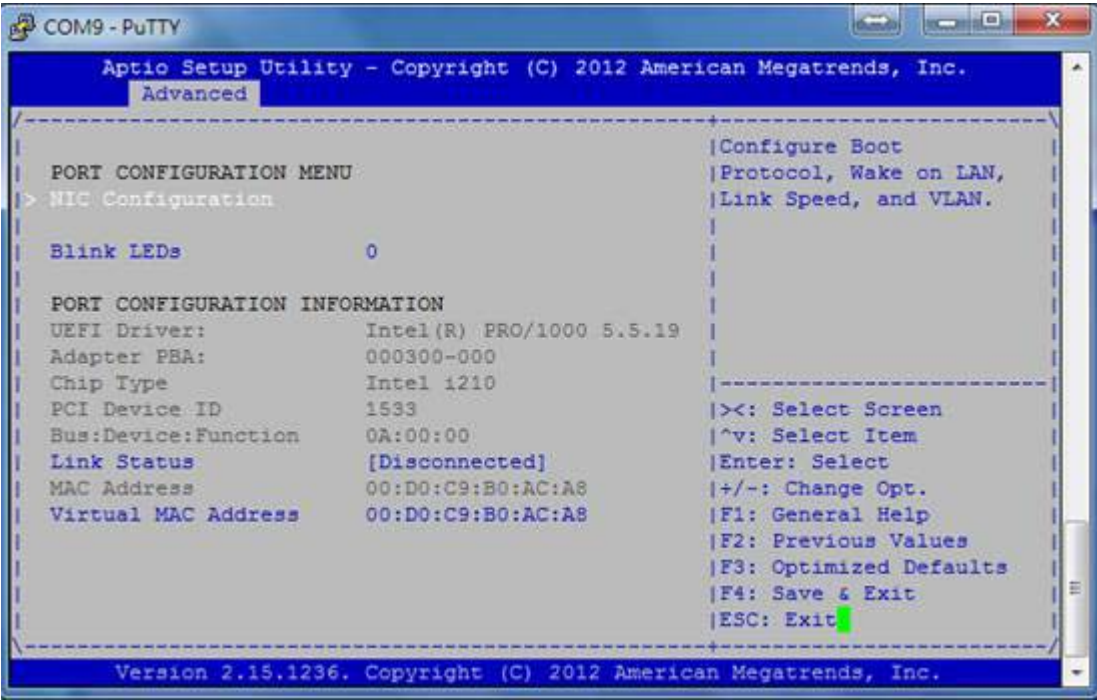 COM9 - PuTTY
Aptio Setup Utility - Copyright (C) 2012 American Megatrends, Inc.
Advanced
PORT CONFIGURATION MENU
> NIC Configuration
Blink LEDs 0
PORT CONFIGURATION INFORMATION
UEFI Driver: Intel(R) PRO/1000 5.5.19
Adapter PBA: 000300-000
Chip Type Intel i210
PCI Device ID 1533
Bus:Device:Function 0A:00:00
Link Status [Disconnected]
MAC Address 00:D0:C9:B0:AC:A8
Virtual MAC Address 00:D0:C9:B0:AC:A8
Configure Boot
Protocol, Wake on LAN,
Link Speed, and VLAN.
><: Select Screen
^v: Select Item
Enter: Select
+/-: Change Opt.
F1: General Help
F2: Previous Values
F3: Optimized Defaults
F4: Save & Exit
ESC: Exit
Version 2.15.1236. Copyright (C) 2012 American Megatrends, Inc.